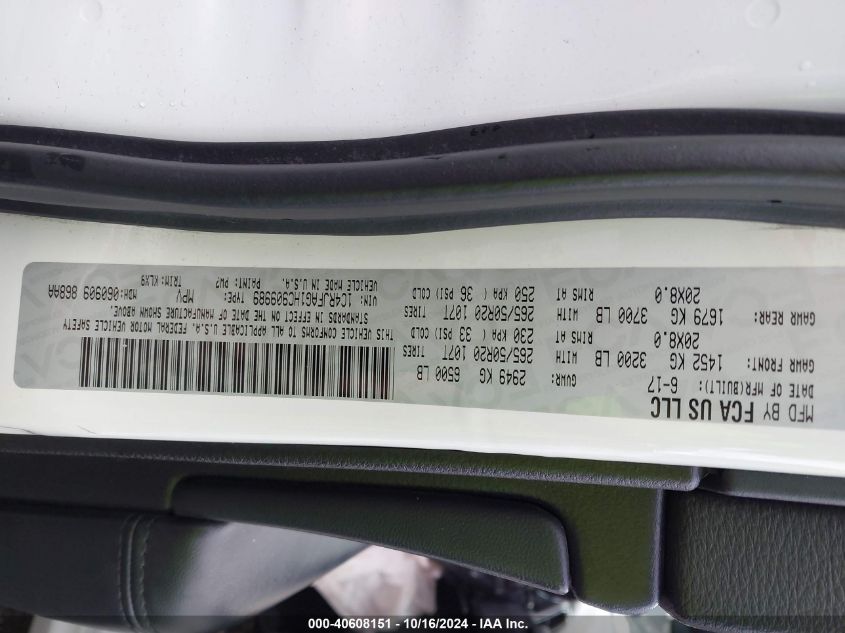 MFD BY FCA US LLC
DATE OF MFR(BUILT): 6-17 GVWR: 2949 KG 6500 LB
GAWR FRONT: 1452 KG 3200 LB WITH 265/50R20 107T TIRES
20X8.0 RIMS AT 230 KPA ( 33 PSI) COLD
GAWR REAR: 1679 KG 3700 LB WITH 265/50R20 107T TIRES
20X8.0 RIMS AT 250 KPA ( 36 PSI) COLD
THIS VEHICLE CONFORMS TO ALL APPLICABLE U.S.A. FEDERAL MOTOR VEHICLE SAFETY
STANDARDS IN EFFECT ON THE DATE OF MANUFACTURE SHOWN ABOVE.
VIN: 1C4RJFAG1HC909989 TYPE: MPV MDH:060909 868AA
VEHICLE MADE IN U.S.A. PAINT: PW7 TRIM: KLX9
000-40608151 - 10/16/2024 - IAA Inc.